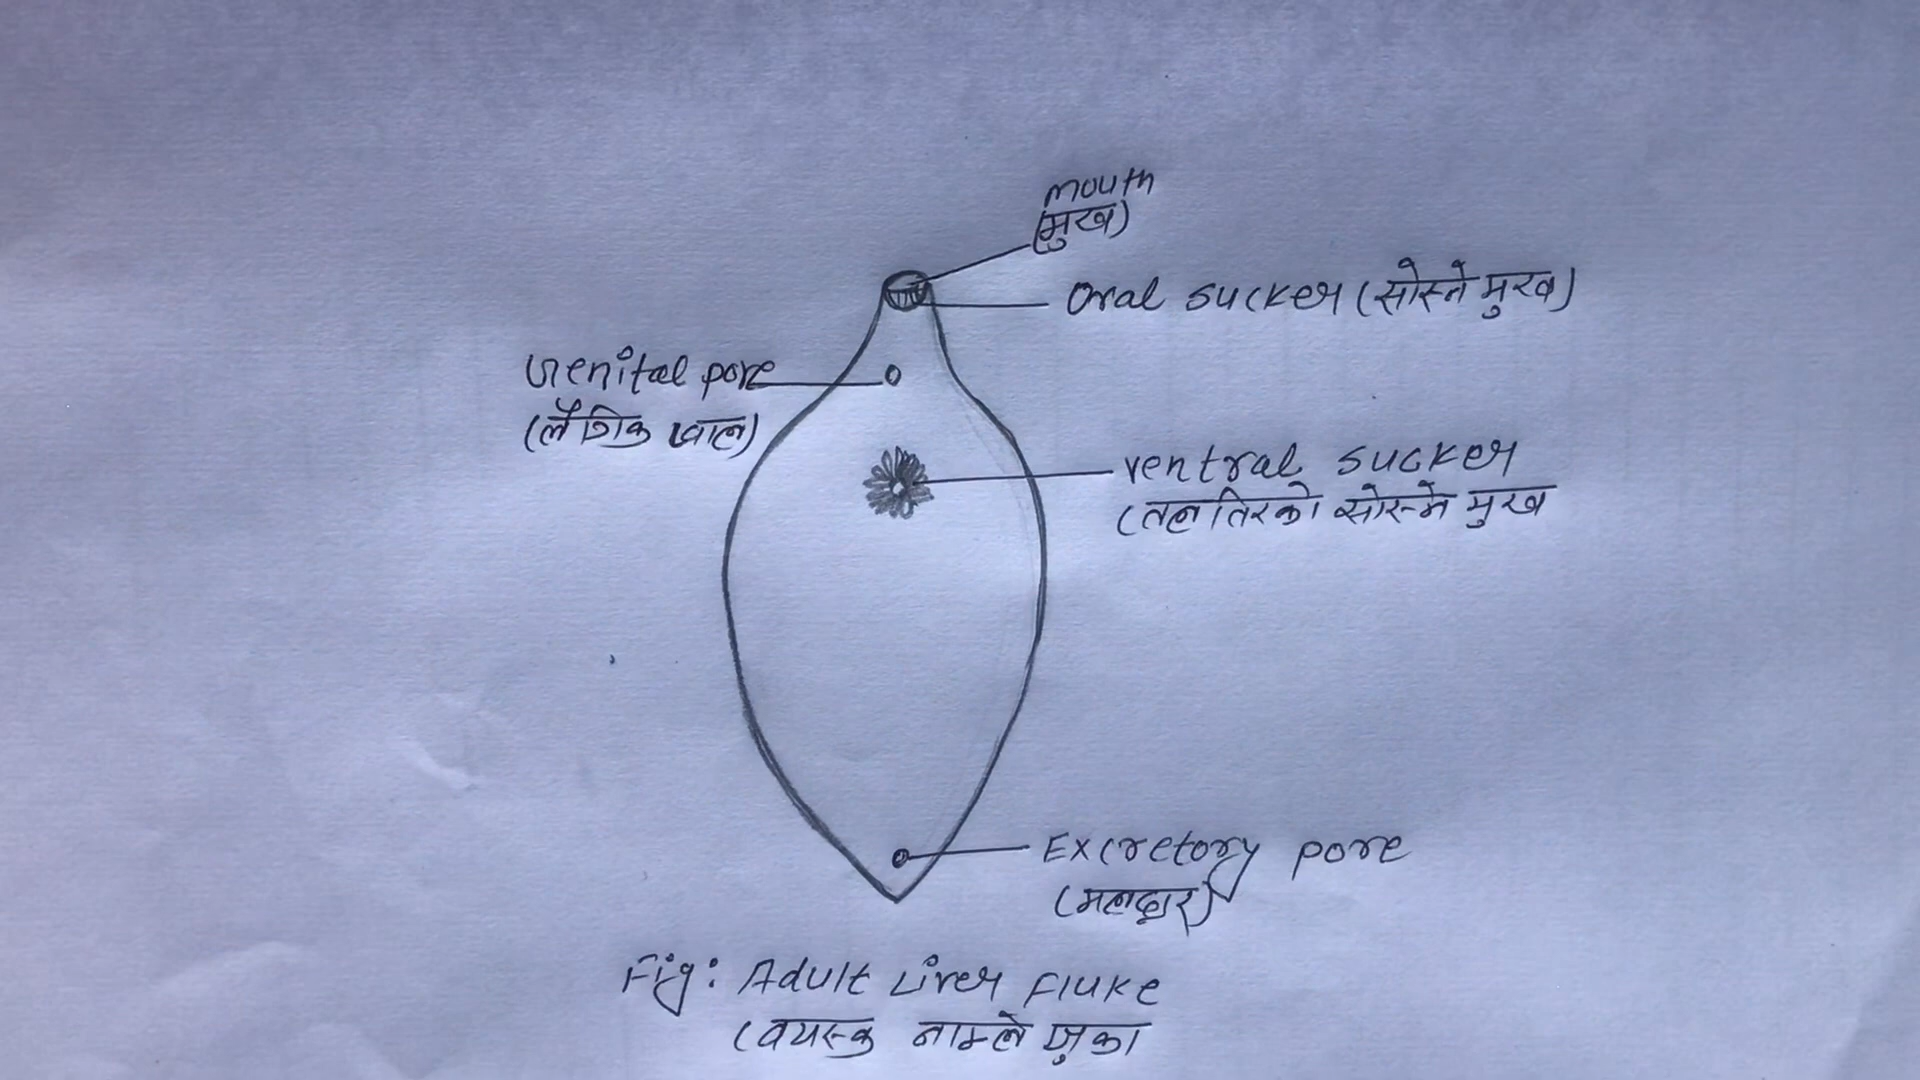 mouth
(मुख)
Oral sucker (सोस्ने मुख)
Genital pore
(लैंगिक खाल)
ventral sucker
(तलतिरको सोस्ने मुख
Excretory pore
(मलद्वार)
Fig: Adult Liver Fluke
(वयस्क नाम्ले जुका